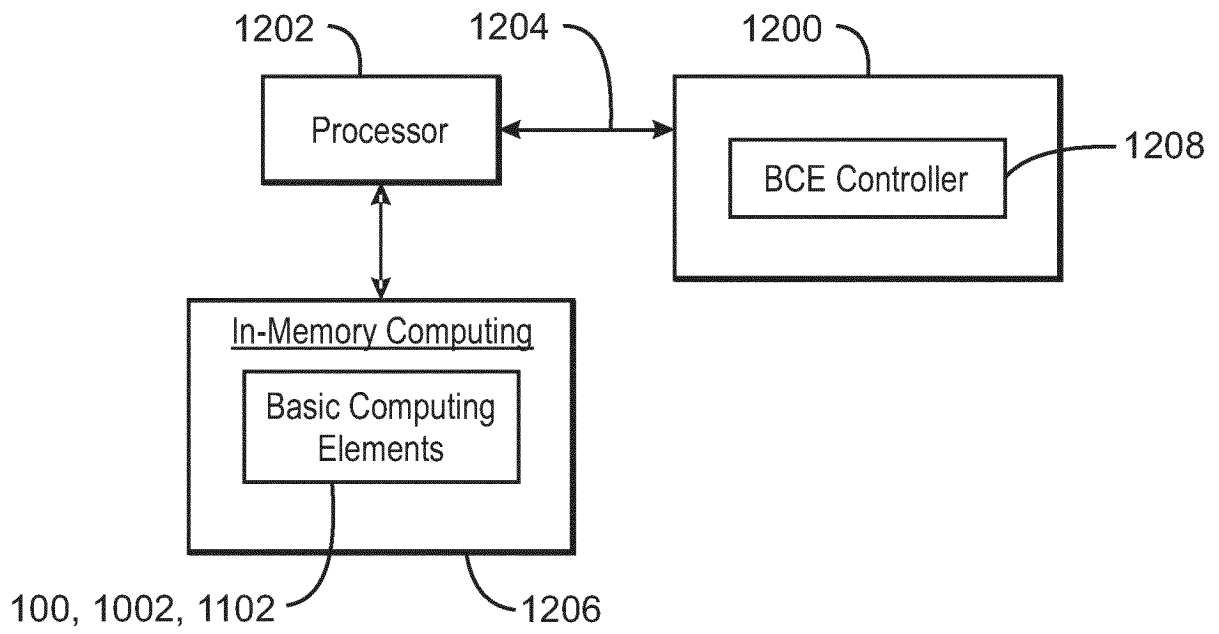 1202
1204
1200
Processor
BCE Controller
1208
In-Memory Computing
Basic Computing
Elements
100, 1002, 1102
1206